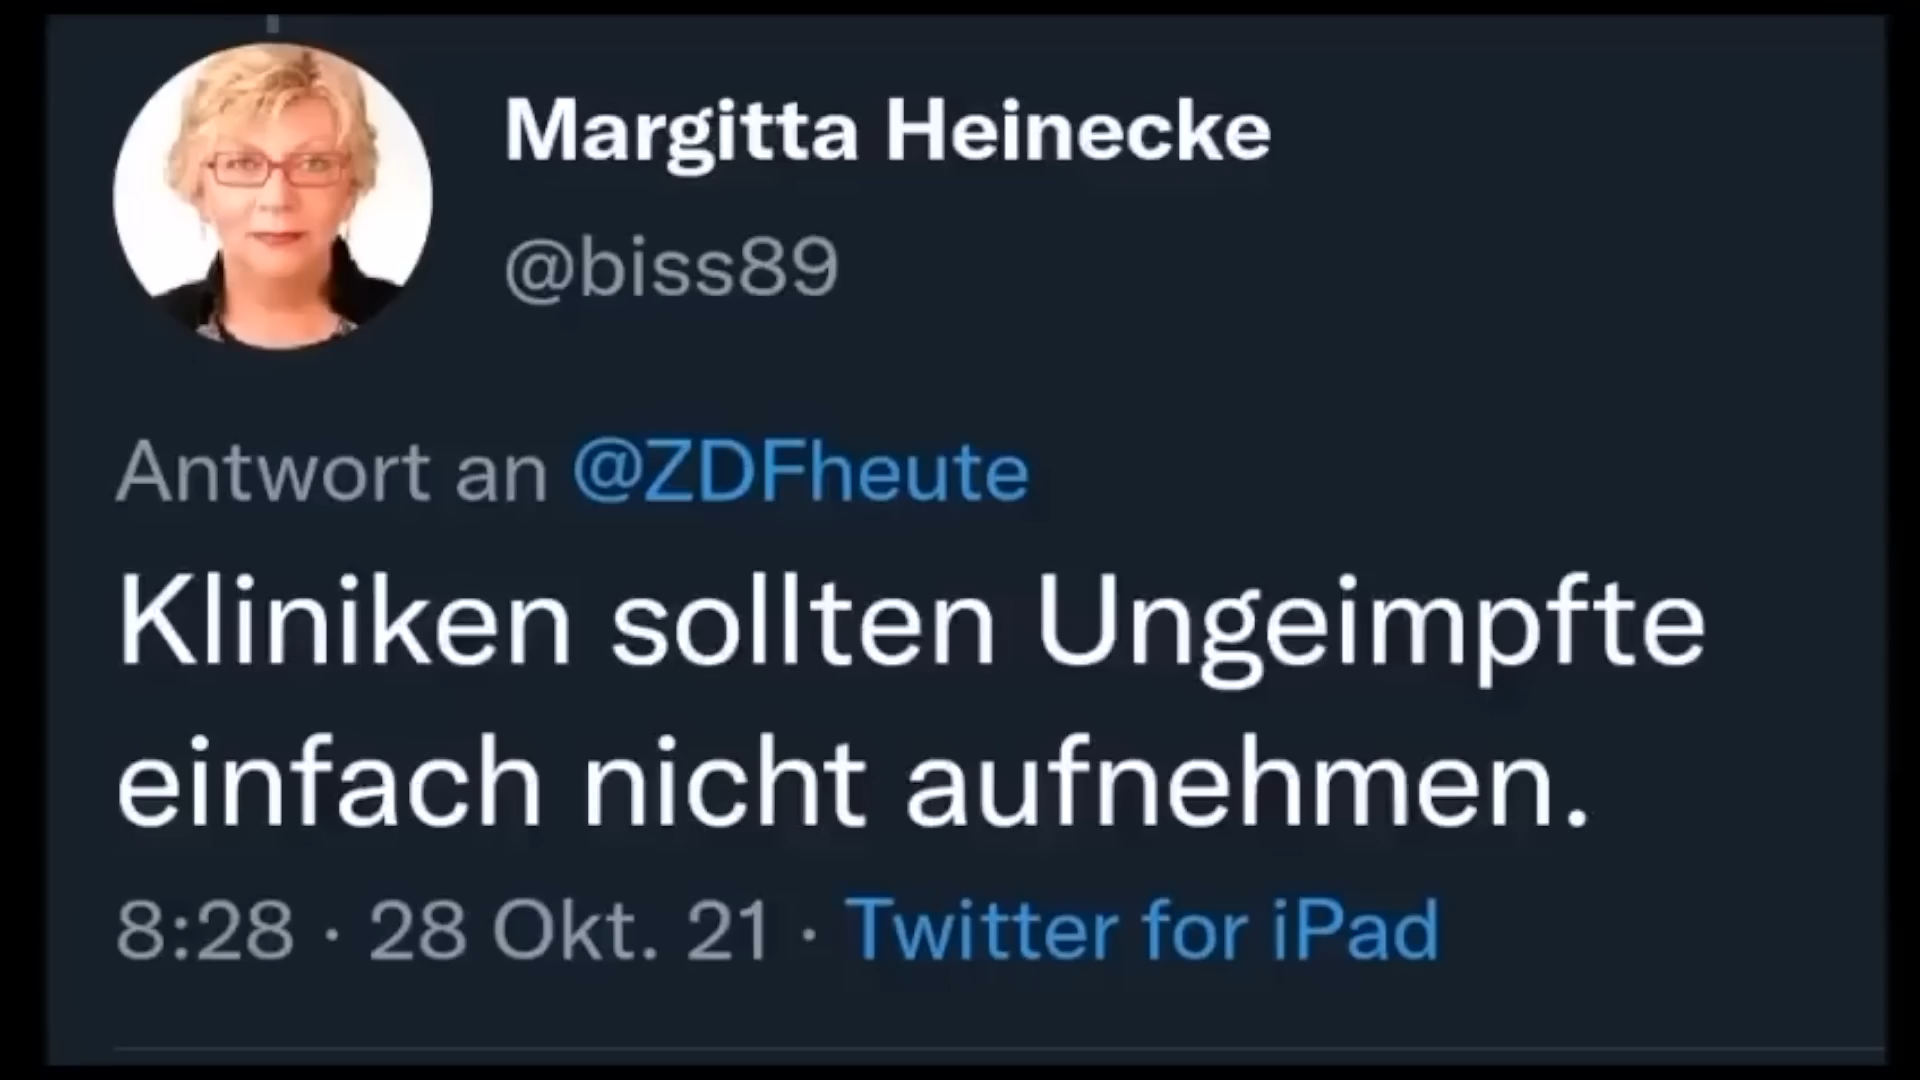 Margitta Heinecke
@biss89
Antwort an @ZDFheute
Kliniken sollten Ungeimpfte
einfach nicht aufnehmen.
8:28 · 28 Okt. 21 · Twitter for iPad